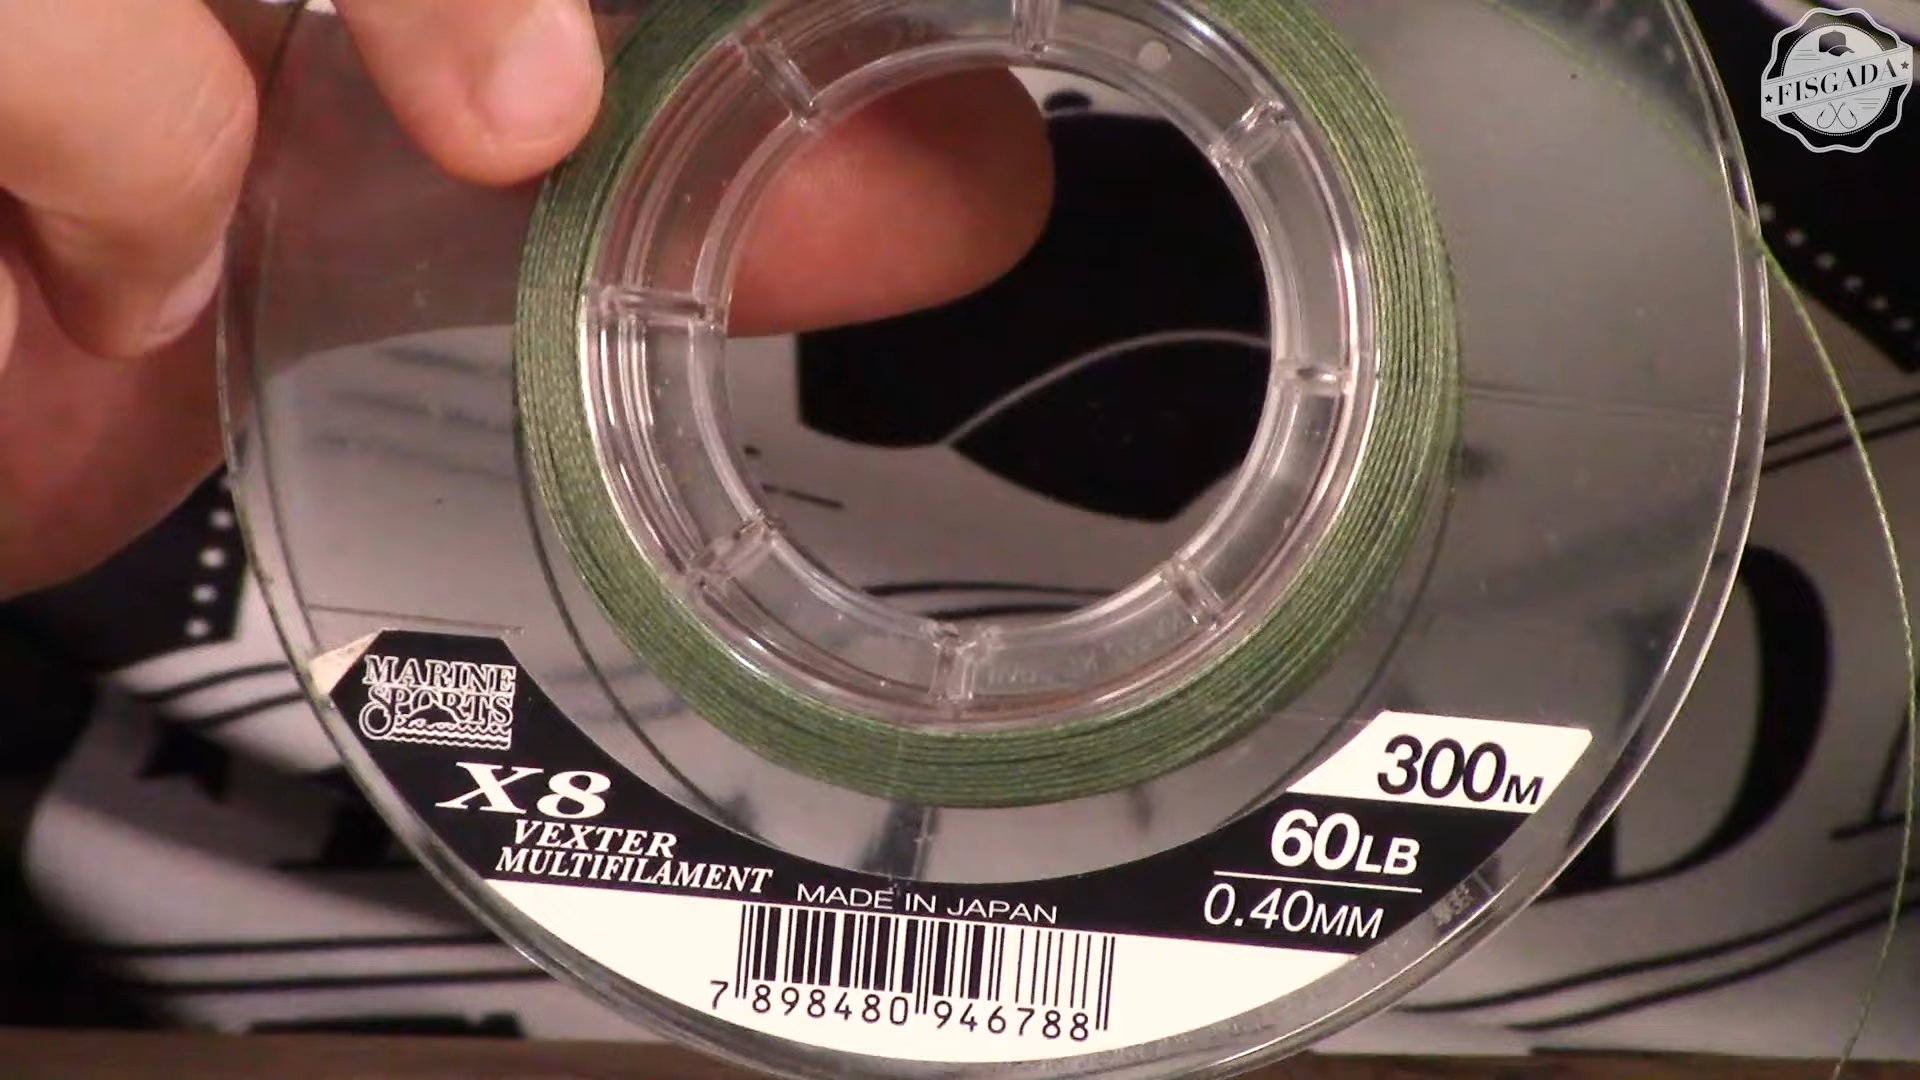 FISGADA
MARINE
SPORTS
X8
VEXTER
MULTIFILAMENT
MADE IN JAPAN
300M
60LB
0.40MM
7 898480 946788